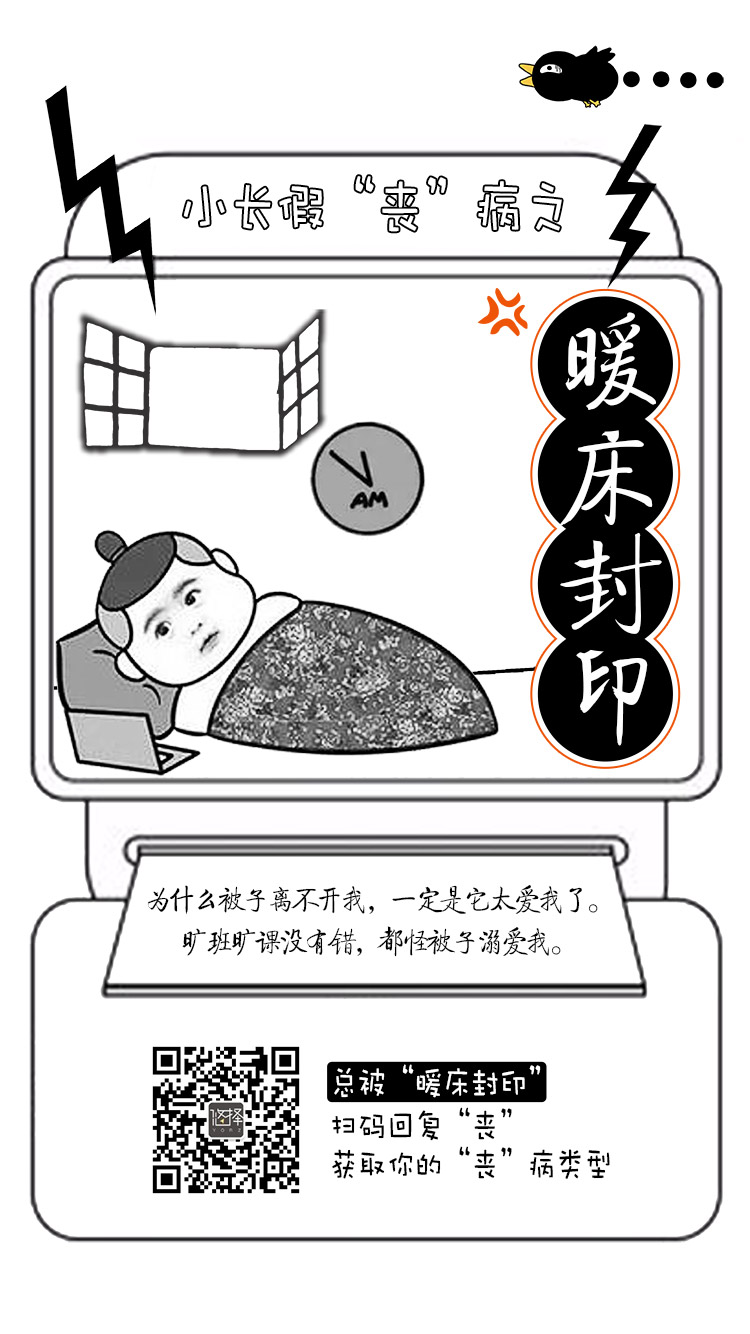 小长假“丧”病之
暖床封印
AM
为什么被子离不开我，一定是它太爱我了。
旷班旷课没有错，都怪被子溺爱我。
悠择
总被“暖床封印”
扫码回复“丧”
获取你的“丧”病类型